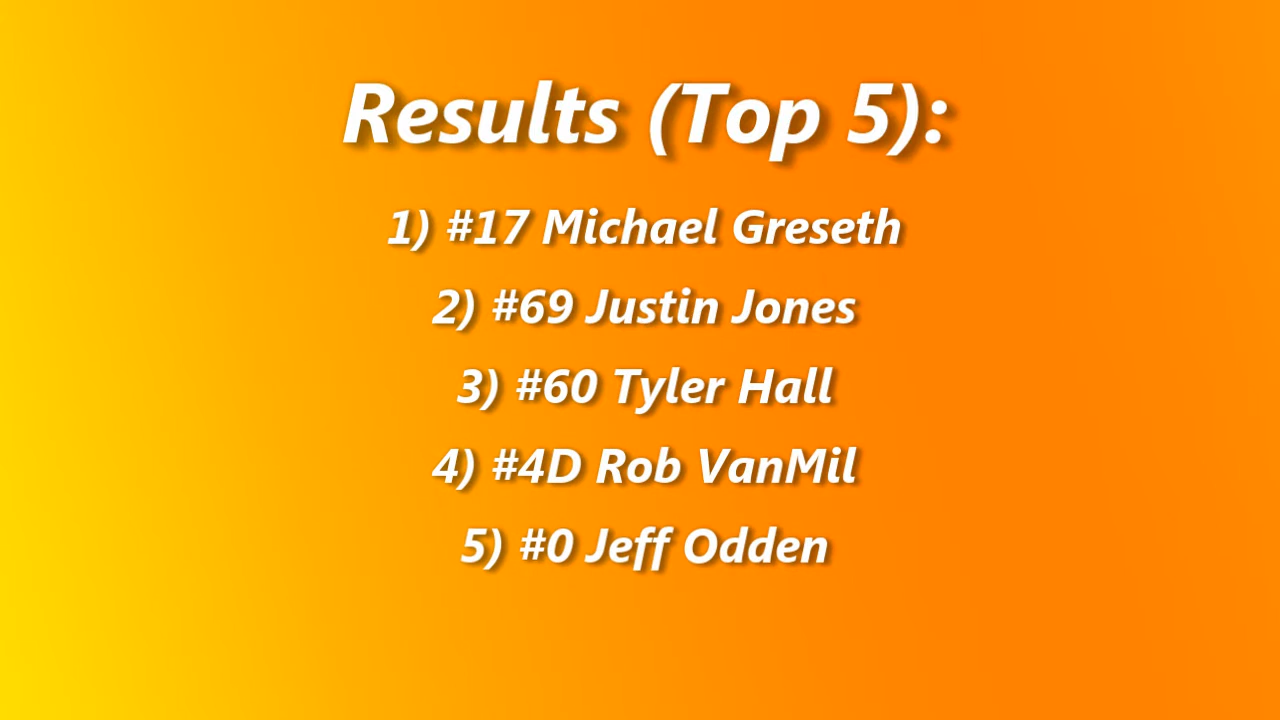 Results (Top 5):
1) #17 Michael Greseth
2) #69 Justin Jones
3) #60 Tyler Hall
4) #4D Rob VanMil
5) #0 Jeff Odden